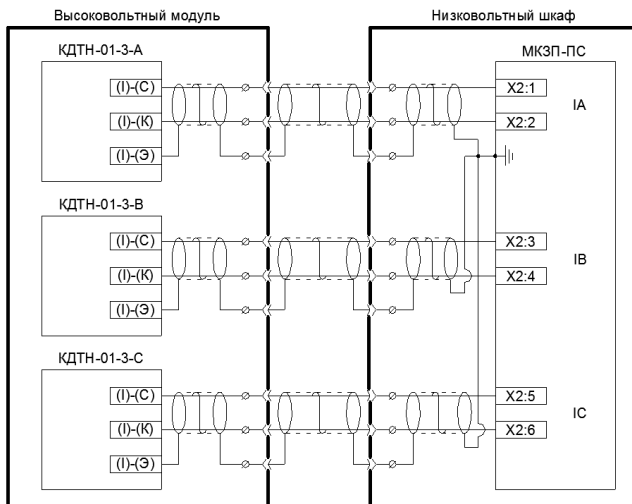 Высоковольтный модуль
Низковольтный шкаф
КДТН-01-3-А
МКЗП-ПС
(I)-(С)
X2:1
IA
(I)-(К)
X2:2
(I)-(Э)
КДТН-01-3-В
(I)-(С)
X2:3
IB
(I)-(К)
X2:4
(I)-(Э)
КДТН-01-3-С
(I)-(С)
X2:5
IC
(I)-(К)
X2:6
(I)-(Э)